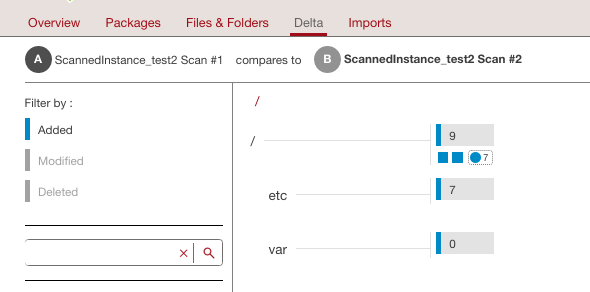 Overview Packages Files & Folders Delta Imports
A ScannedInstance_test2 Scan #1 compares to B ScannedInstance_test2 Scan #2
Filter by :
Added
Modified
Deleted
/
/ 9
7
etc 7
var 0